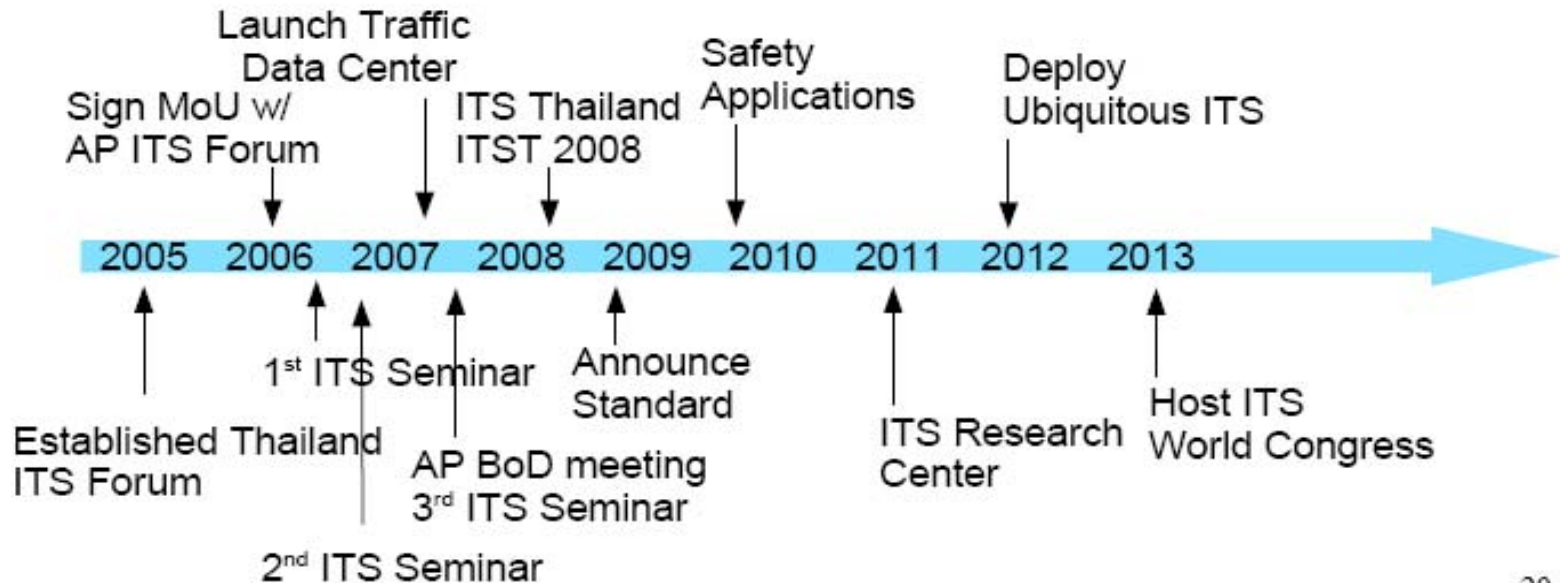 Launch Traffic
Data Center
Sign MoU w/
AP ITS Forum
ITS Thailand
ITST 2008
Safety
Applications
Deploy
Ubiquitous ITS
2005 2006 2007 2008 2009 2010 2011 2012 2013
1st ITS Seminar
Established Thailand
ITS Forum
2nd ITS Seminar
AP BoD meeting
3rd ITS Seminar
Announce
Standard
ITS Research
Center
Host ITS
World Congress